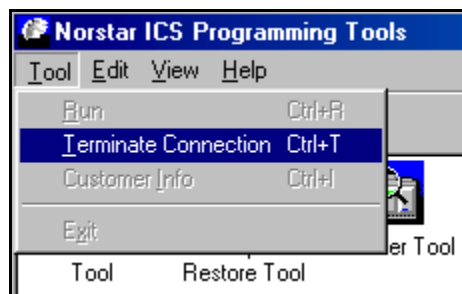 Norstar ICS Programming Tools
Tool Edit View Help
Run Ctrl+R
Terminate Connection Ctrl+T
Customer Info Ctrl+I
Exit
er Tool
Tool Restore Tool